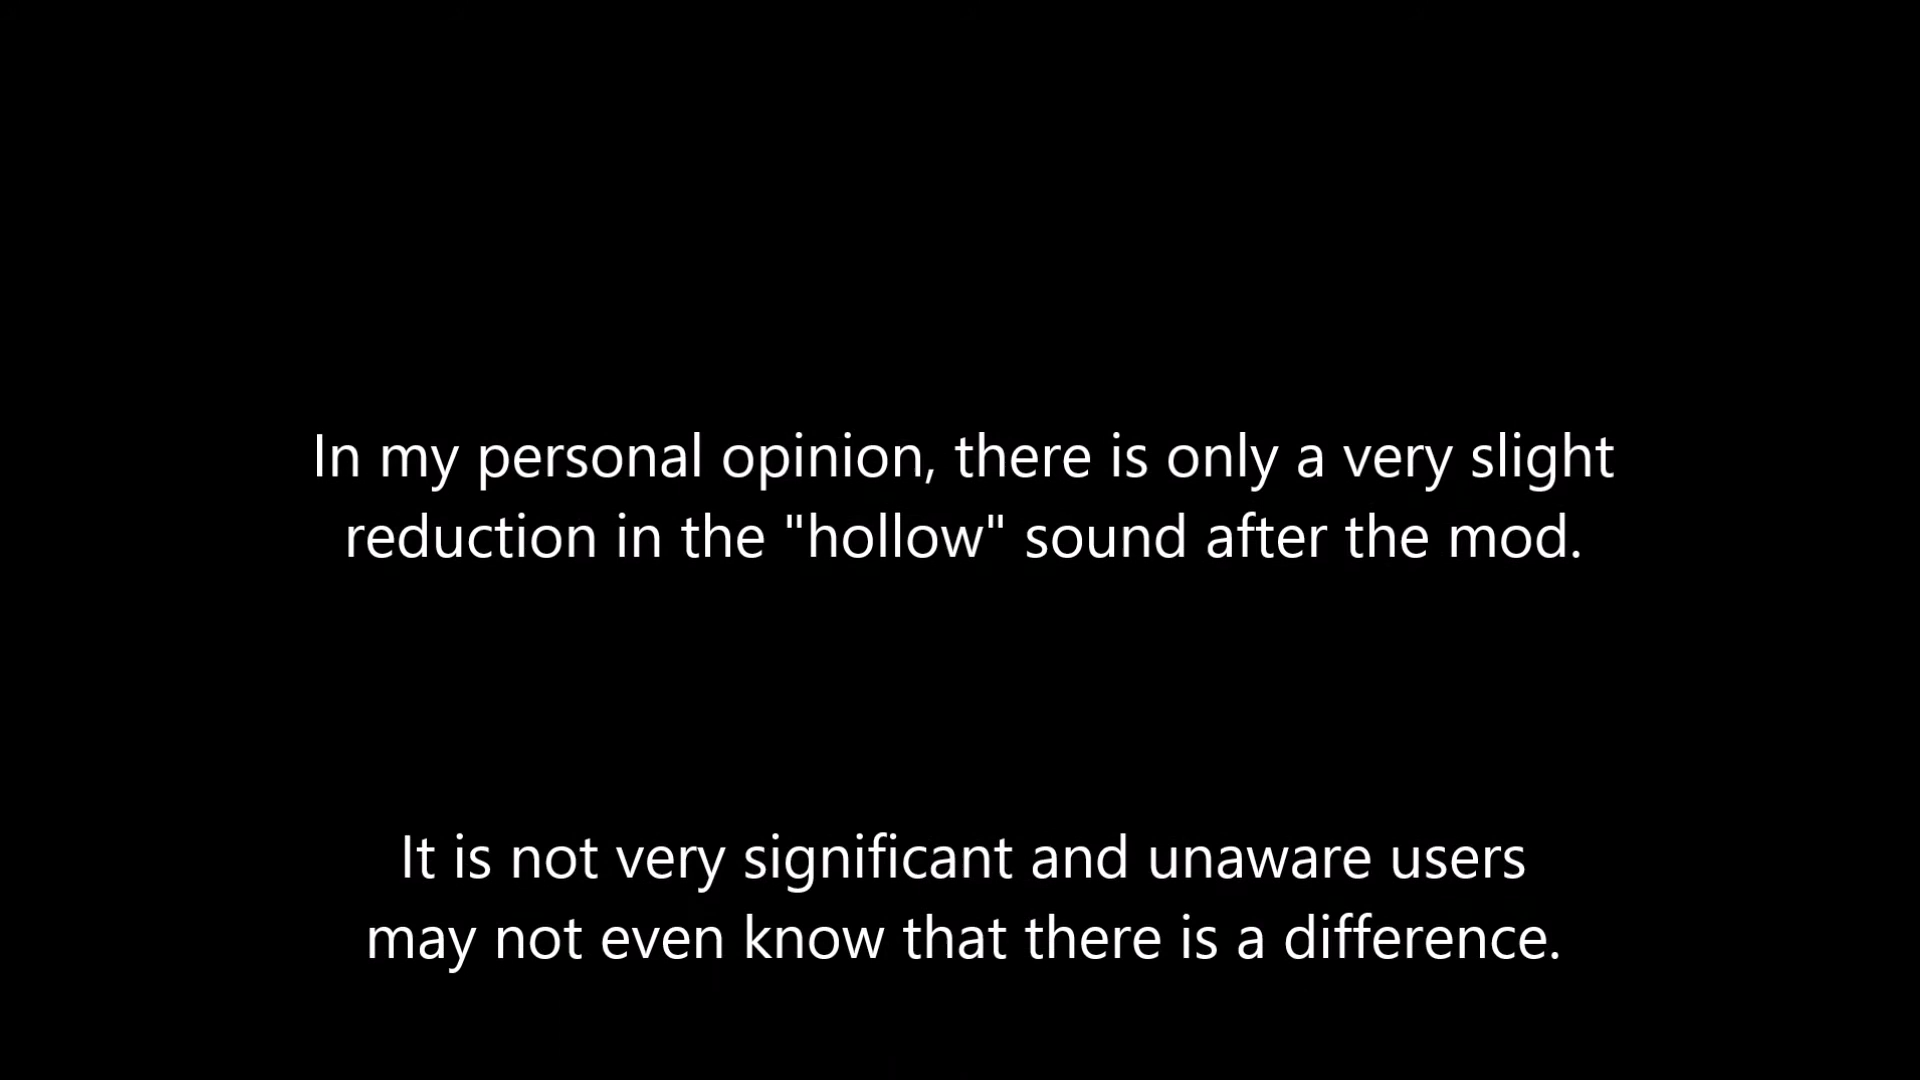 In my personal opinion, there is only a very slight
reduction in the "hollow" sound after the mod.
It is not very significant and unaware users
may not even know that there is a difference.